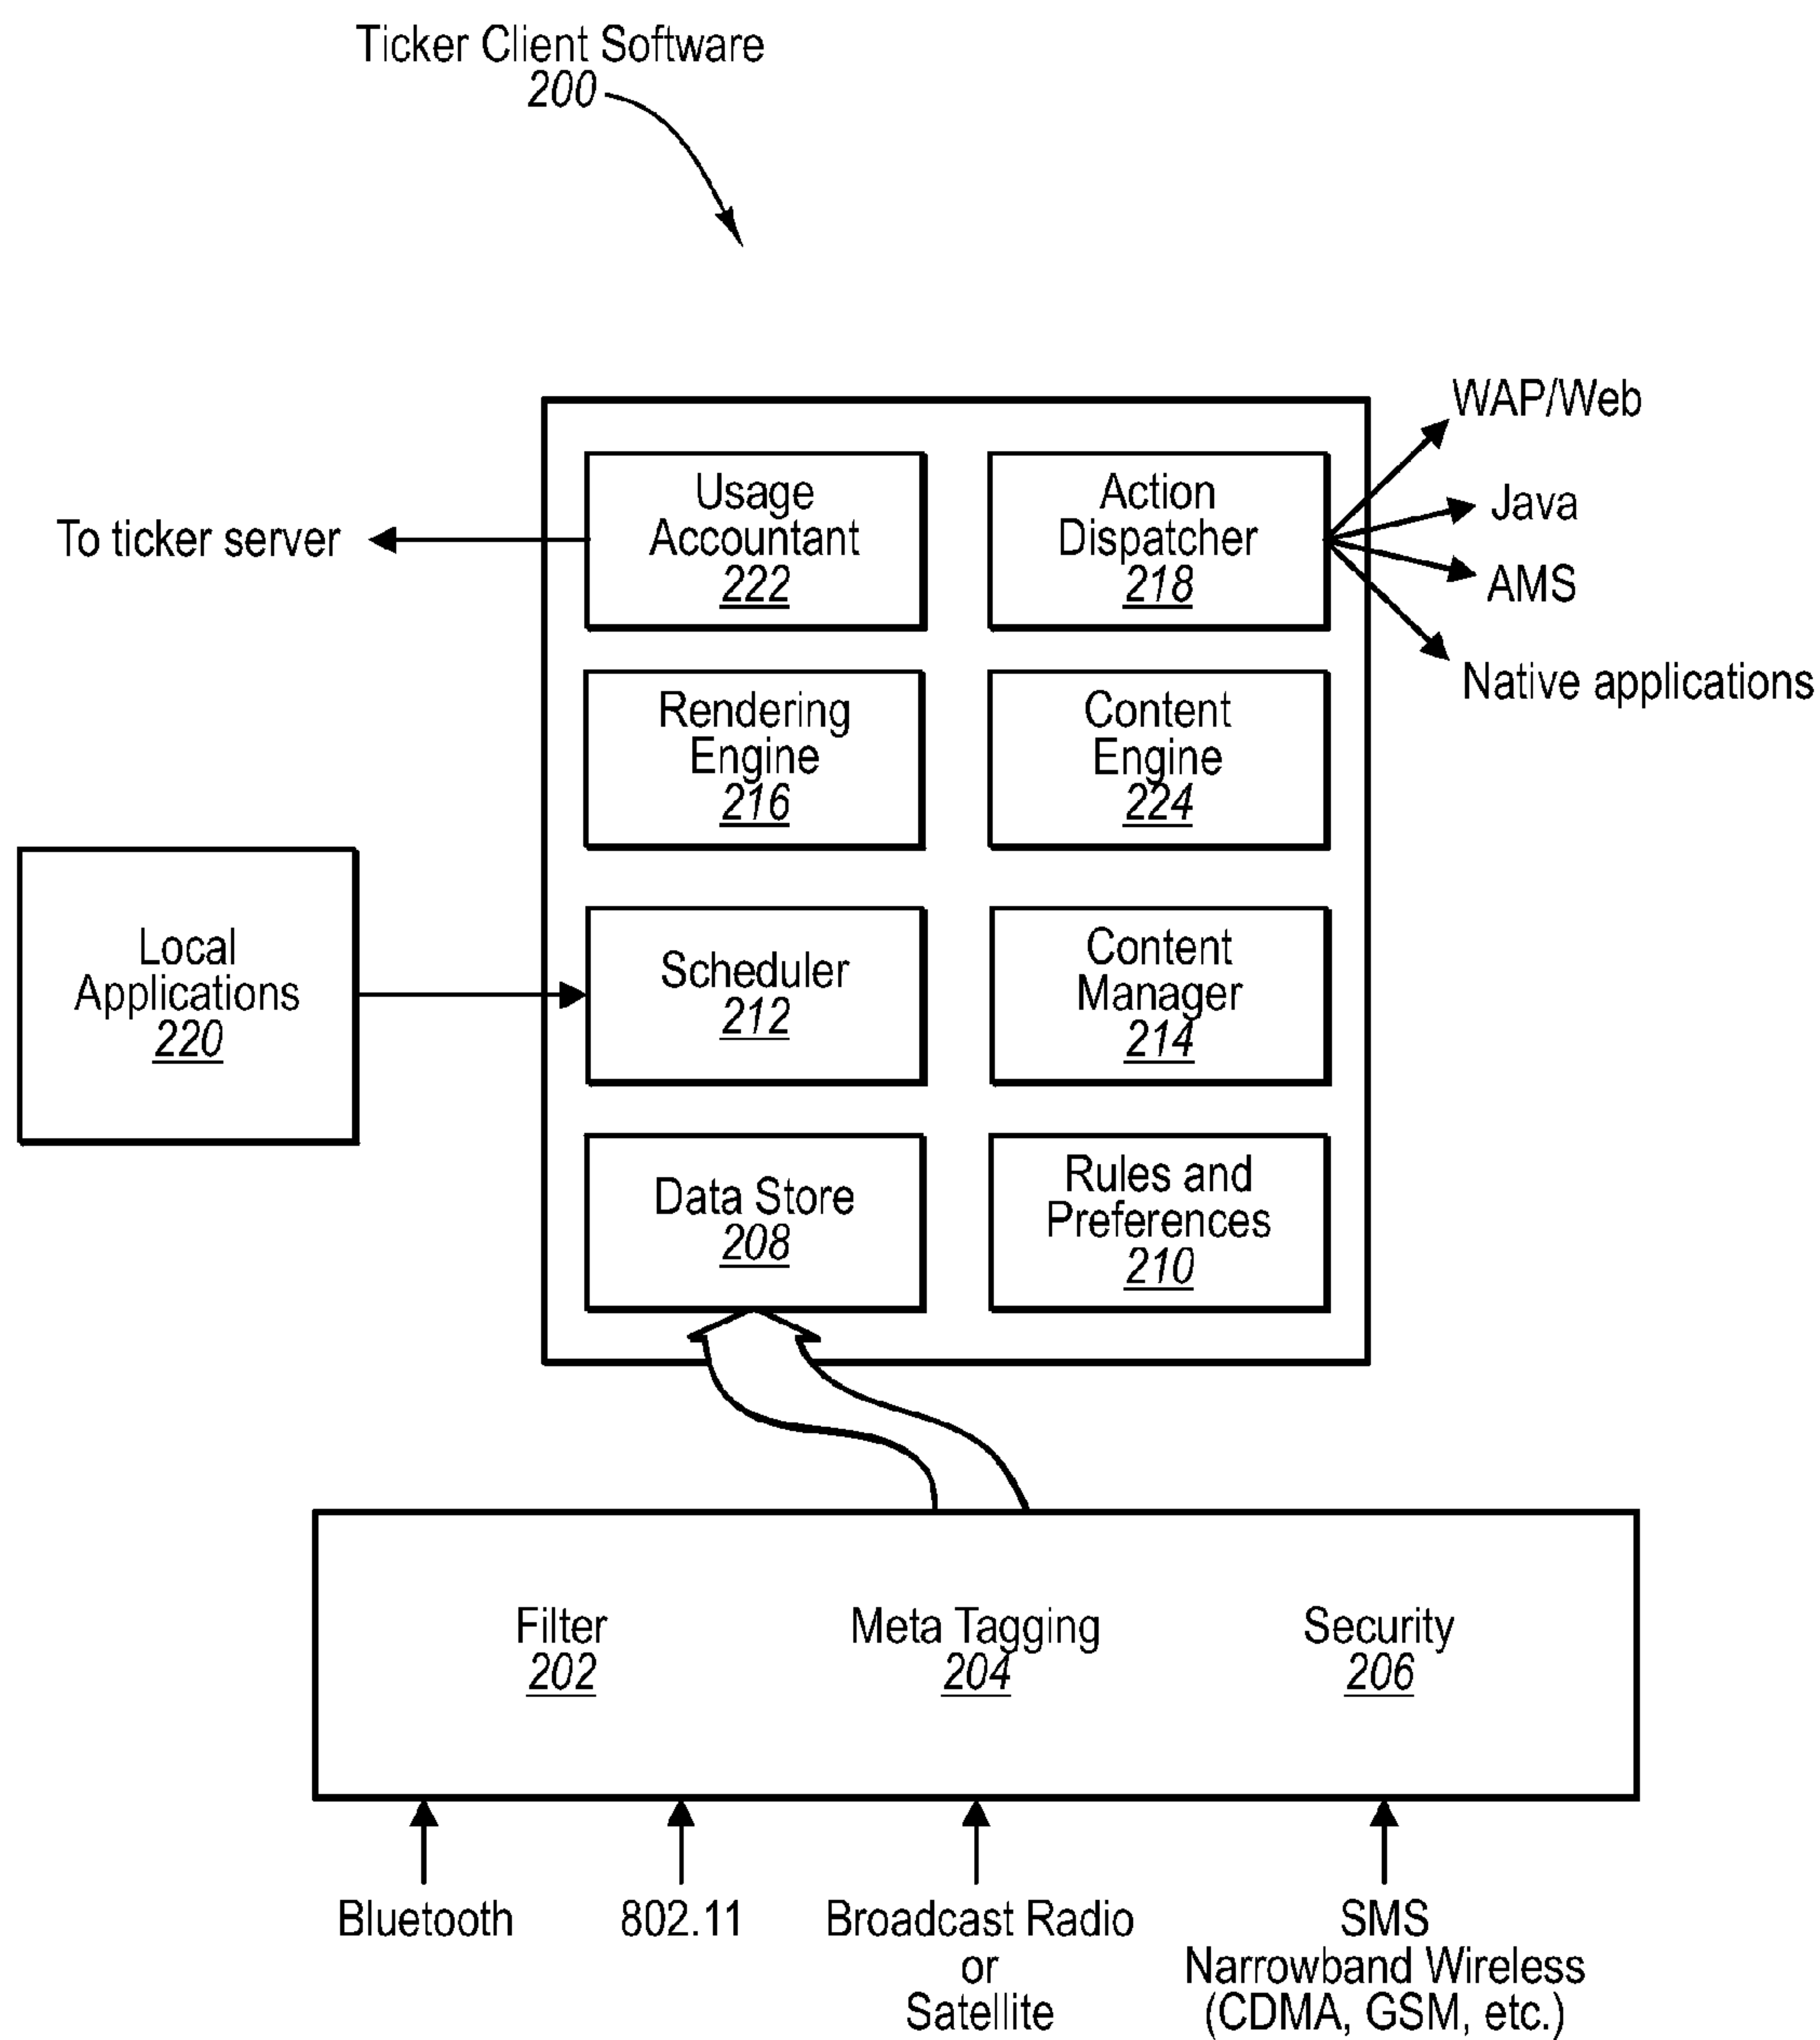 Ticker Client Software
200
WAP/Web
Java
AMS
Native applications
To ticker server
Usage
Accountant
222
Action
Dispatcher
218
Rendering
Engine
216
Content
Engine
224
Local
Applications
220
Scheduler
212
Content
Manager
214
Data Store
208
Rules and
Preferences
210
Filter
202
Meta Tagging
204
Security
206
Bluetooth
802.11
Broadcast Radio
or
Satellite
SMS
Narrowband Wireless
(CDMA, GSM, etc.)